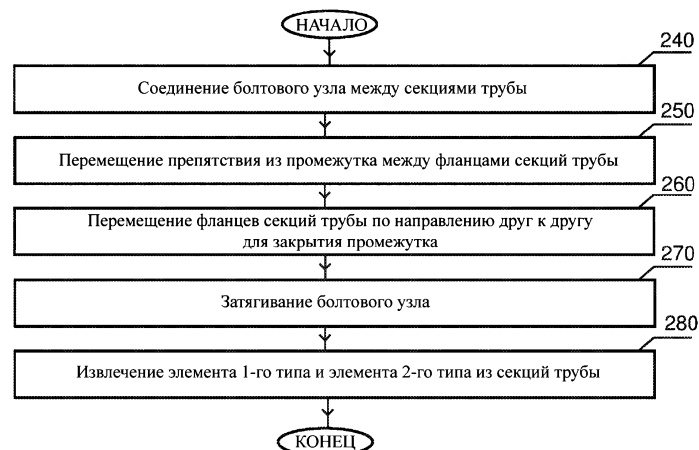 НАЧАЛО
240
Соединение болтового узла между секциями трубы
250
Перемещение препятствия из промежутка между фланцами секций трубы
260
Перемещение фланцев секций трубы по направлению друг к другу
для закрытия промежутка
270
Затягивание болтового узла
280
Извлечение элемента 1-го типа и элемента 2-го типа из секций трубы
КОНЕЦ